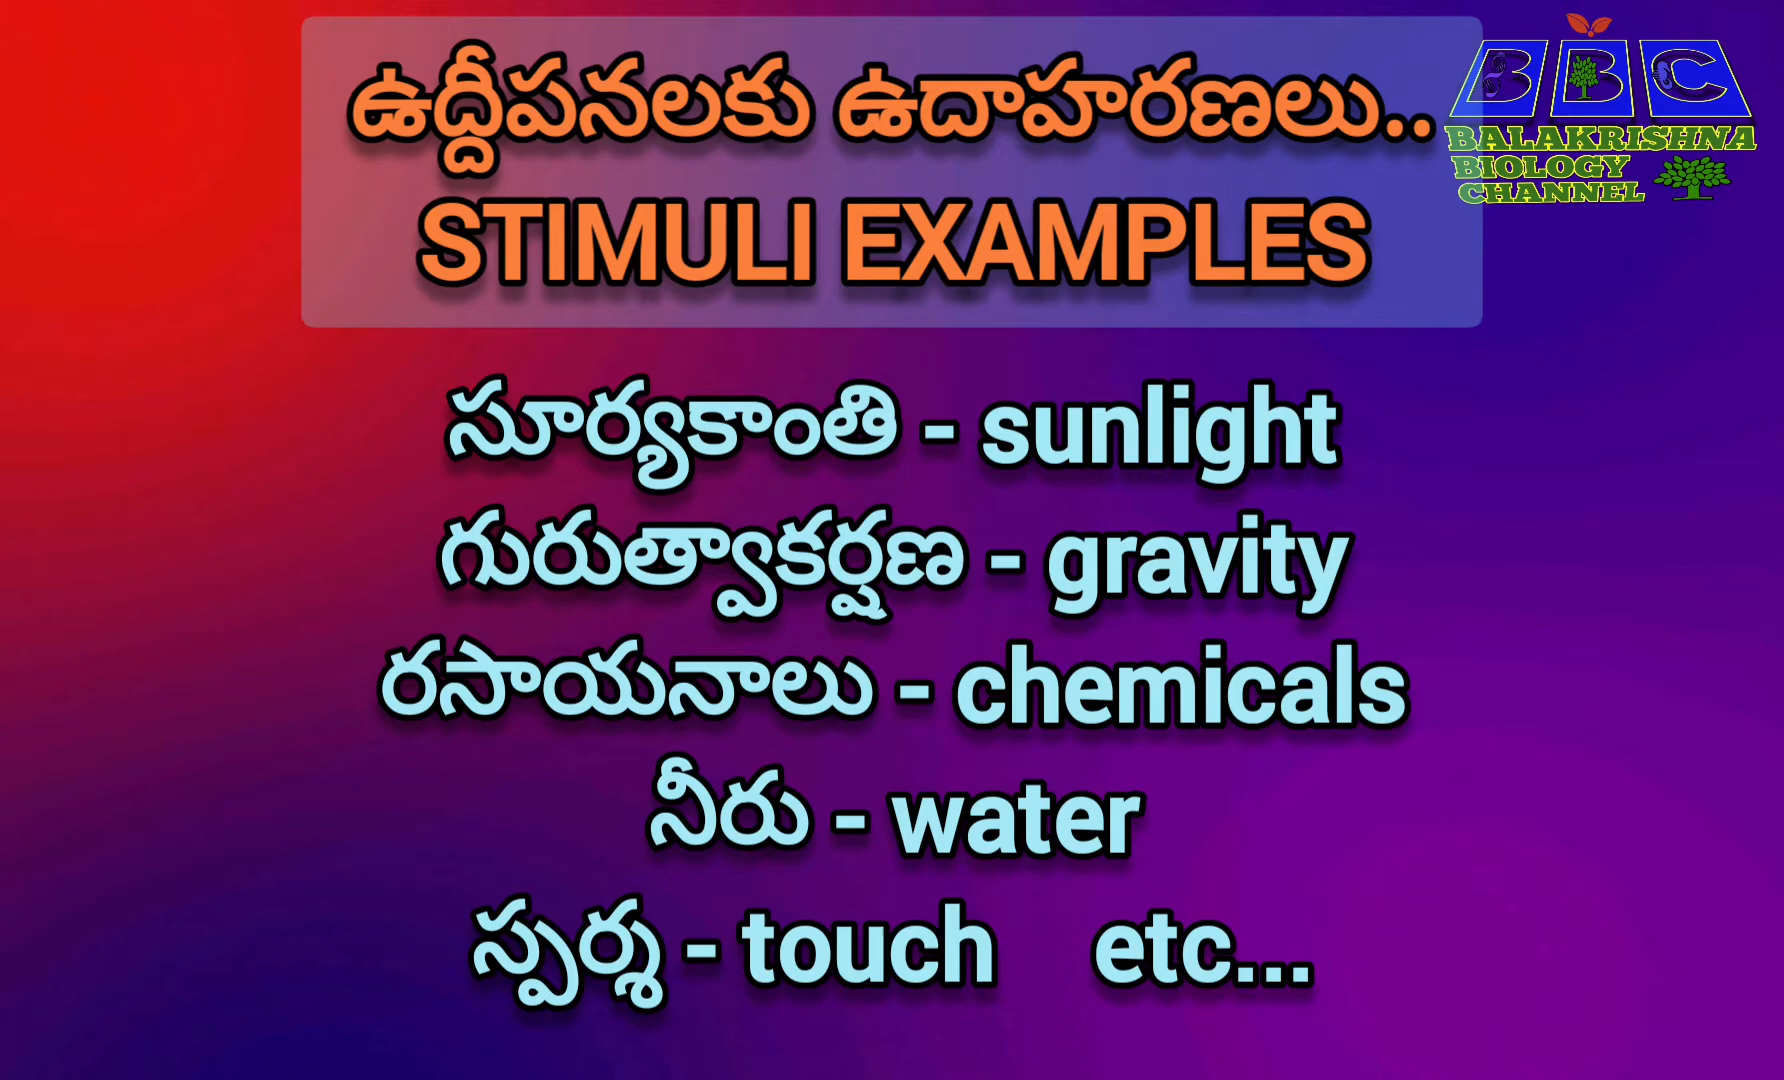 ఉద్దీపనలకు ఉదాహరణలు..
STIMULI EXAMPLES
BBC
BALAKRISHNA
BIOLOGY
CHANNEL
సూర్యకాంతి - sunlight
గురుత్వాకర్షణ - gravity
రసాయనాలు - chemicals
నీరు - water
స్పర్శ - touch etc...